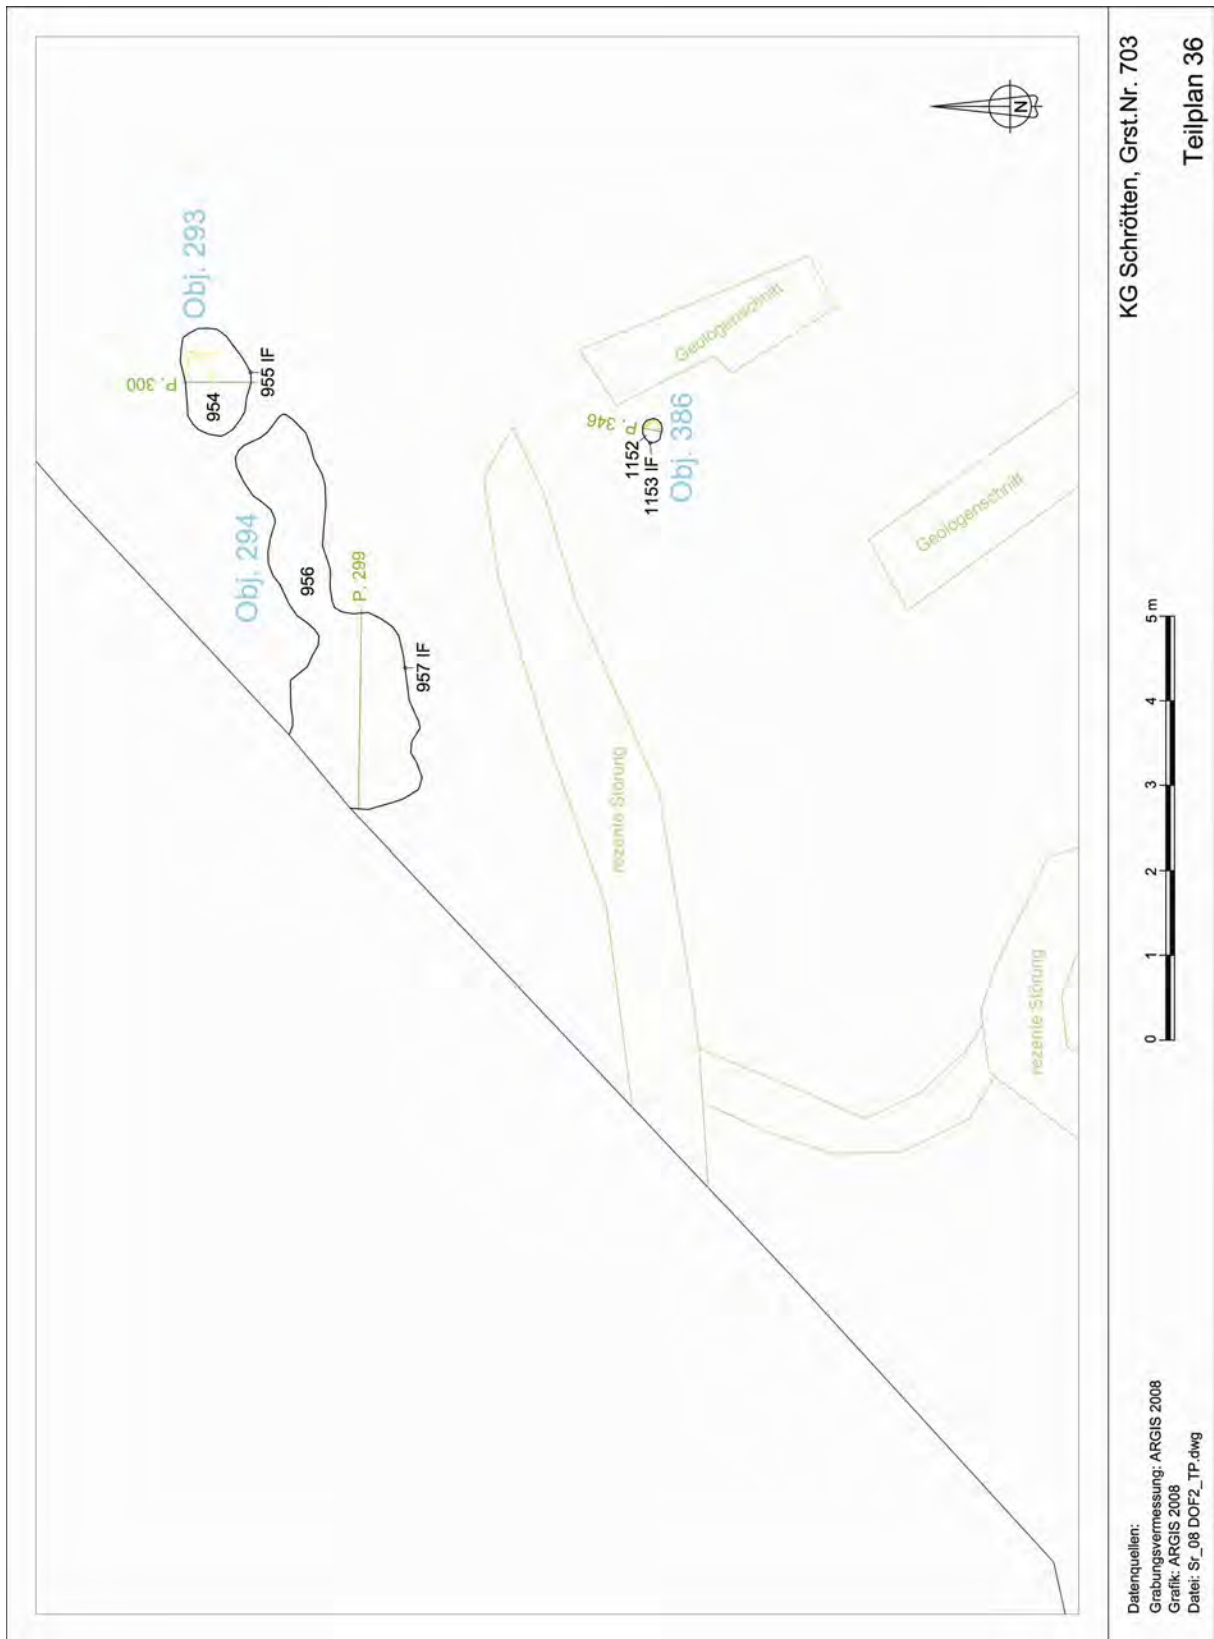 Obj. 293
P. 300
954
955 IF
Obj. 294
956
P. 299
957 IF
Geologenschnitt
P. 346
1152
1153 IF
Obj. 386
Geologenschnitt
rezente Störung
rezente Störung
N
0 1 2 3 4 5 m
KG Schrötten, Grst.Nr. 703
Teilplan 36
Datenquellen:
Grabungsvermessung: ARGIS 2008
Grafik: ARGIS 2008
Datei: Sr_08 DOF2_TP.dwg